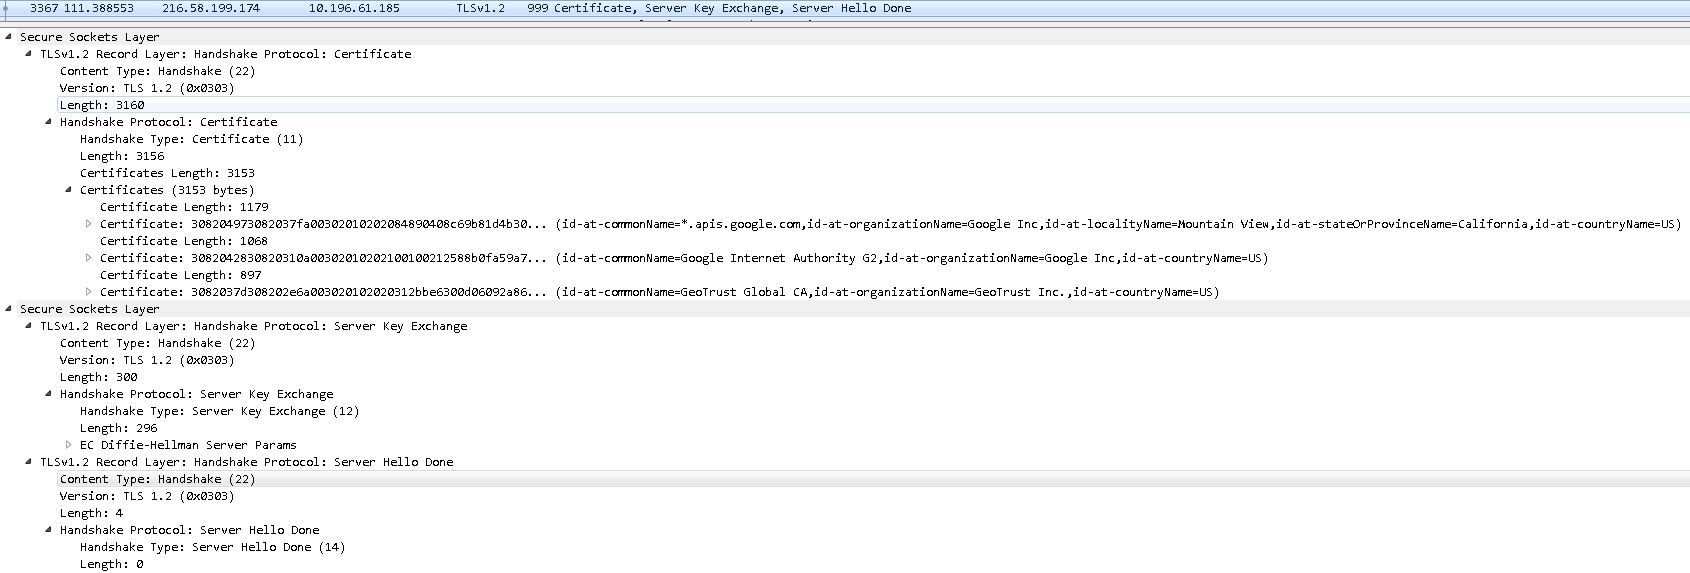 3367 111.388553 216.58.199.174 10.196.61.185 TLSv1.2 999 Certificate, Server Key Exchange, Server Hello Done
Secure Sockets Layer
TLSv1.2 Record Layer: Handshake Protocol: Certificate
Content Type: Handshake (22)
Version: TLS 1.2 (0x0303)
Length: 3160
Handshake Protocol: Certificate
Handshake Type: Certificate (11)
Length: 3156
Certificates Length: 3153
Certificates (3153 bytes)
Certificate Length: 1179
Certificate: 308204973082037fa00302010202084890408c69b81d4b30... (id-at-commonName=*.apis.google.com,id-at-organizationName=Google Inc,id-at-localityName=Mountain View,id-at-stateOrProvinceName=California,id-at-countryName=US)
Certificate Length: 1068
Certificate: 3082042830820310a00302010202100100212588b0fa59a7... (id-at-commonName=Google Internet Authority G2,id-at-organizationName=Google Inc,id-at-countryName=US)
Certificate Length: 897
Certificate: 3082037d308202e6a003020102020312bbe6300d06092a86... (id-at-commonName=GeoTrust Global CA,id-at-organizationName=GeoTrust Inc.,id-at-countryName=US)
Secure Sockets Layer
TLSv1.2 Record Layer: Handshake Protocol: Server Key Exchange
Content Type: Handshake (22)
Version: TLS 1.2 (0x0303)
Length: 300
Handshake Protocol: Server Key Exchange
Handshake Type: Server Key Exchange (12)
Length: 296
EC Diffie-Hellman Server Params
TLSv1.2 Record Layer: Handshake Protocol: Server Hello Done
Content Type: Handshake (22)
Version: TLS 1.2 (0x0303)
Length: 4
Handshake Protocol: Server Hello Done
Handshake Type: Server Hello Done (14)
Length: 0